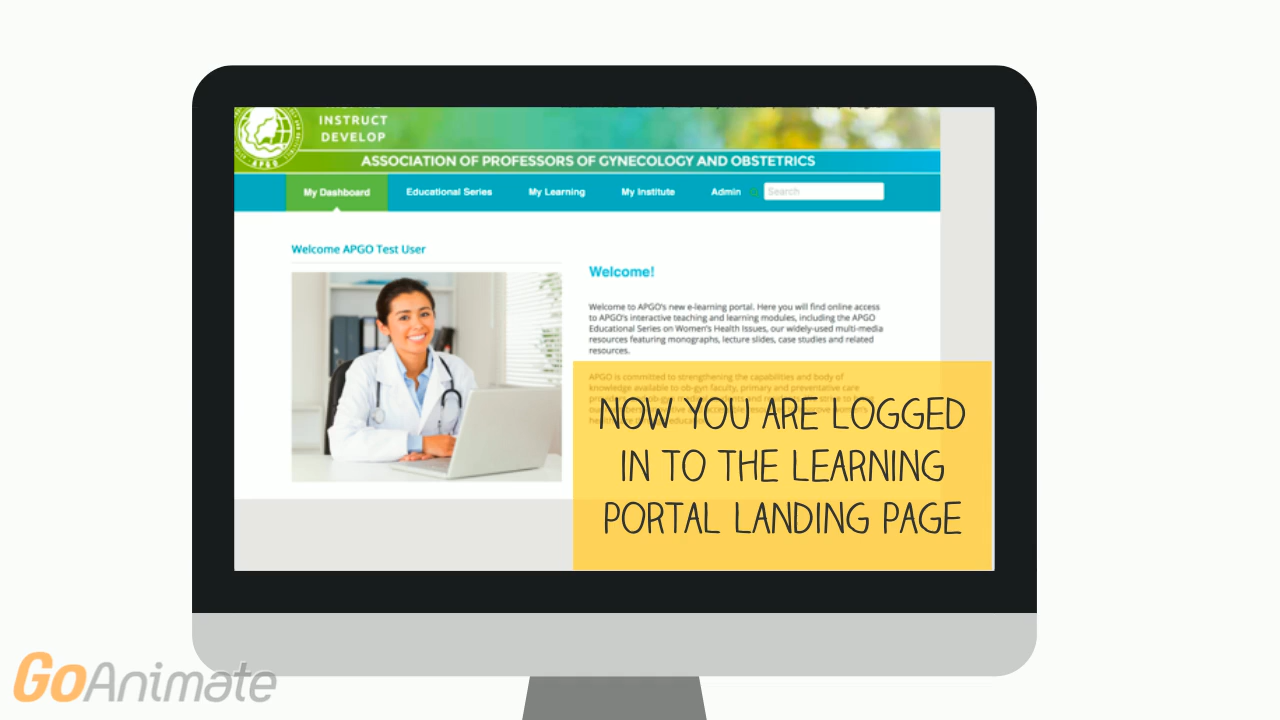 INSTRUCT
DEVELOP
APGO
ASSOCIATION OF PROFESSORS OF GYNECOLOGY AND OBSTETRICS
My Dashboard Educational Series My Learning My Institute Admin Search
Welcome APGO Test User
Welcome!
Welcome to APGO's new e-learning portal. Here you will find online access
to APGO's interactive teaching and learning modules, including the APGO
Educational Series on Women's Health Issues, our widely-used multi-media
resources featuring monographs, lecture slides, case studies and related
resources.
APGO is committed to strengthening the capabilities and body of
knowledge available to ob-gyn faculty, primary and preventative care
NOW YOU ARE LOGGED
IN TO THE LEARNING
PORTAL LANDING PAGE
GoAnimate